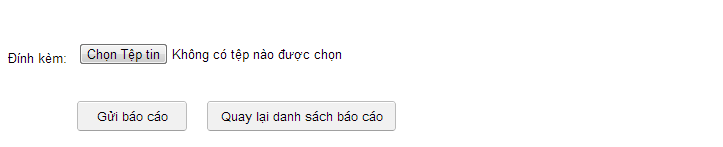 Đính kèm: Chọn Tệp tin Không có tệp nào được chọn
Gửi báo cáo Quay lại danh sách báo cáo